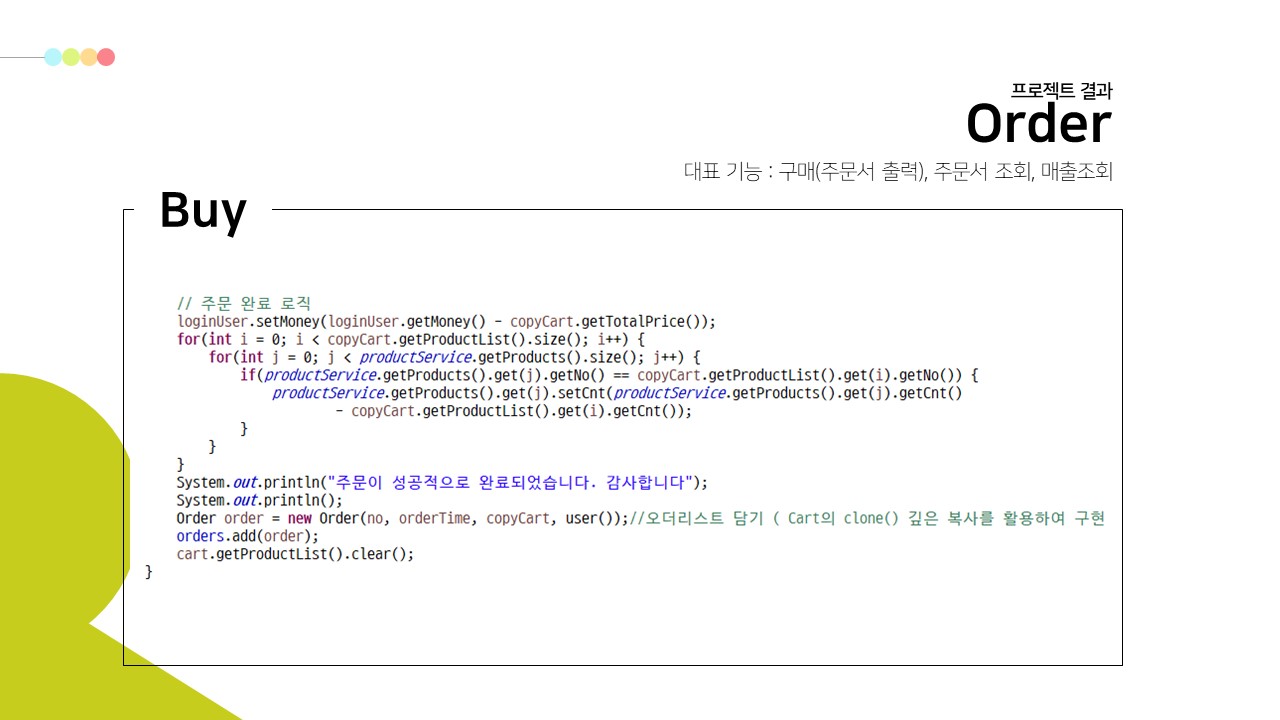 프로젝트 결과
Order
대표 기능 : 구매(주문서 출력), 주문서 조회, 매출조회
Buy
// 주문 완료 로직
loginUser.setMoney(loginUser.getMoney() - copyCart.getTotalPrice());
for(int i = 0; i < copyCart.getProductList().size(); i++) {
for(int j = 0; j < productService.getProducts().size(); j++) {
if(productService.getProducts().get(j).getNo() == copyCart.getProductList().get(i).getNo()) {
productService.getProducts().get(j).setCnt(productService.getProducts().get(j).getCnt()
- copyCart.getProductList().get(i).getCnt());
}
}
}
System.out.println("주문이 성공적으로 완료되었습니다. 감사합니다");
System.out.println();
Order order = new Order(no, orderTime, copyCart, user());//오더리스트 담기 ( Cart의 clone() 깊은 복사를 활용하여 구현
orders.add(order);
cart.getProductList().clear();
}